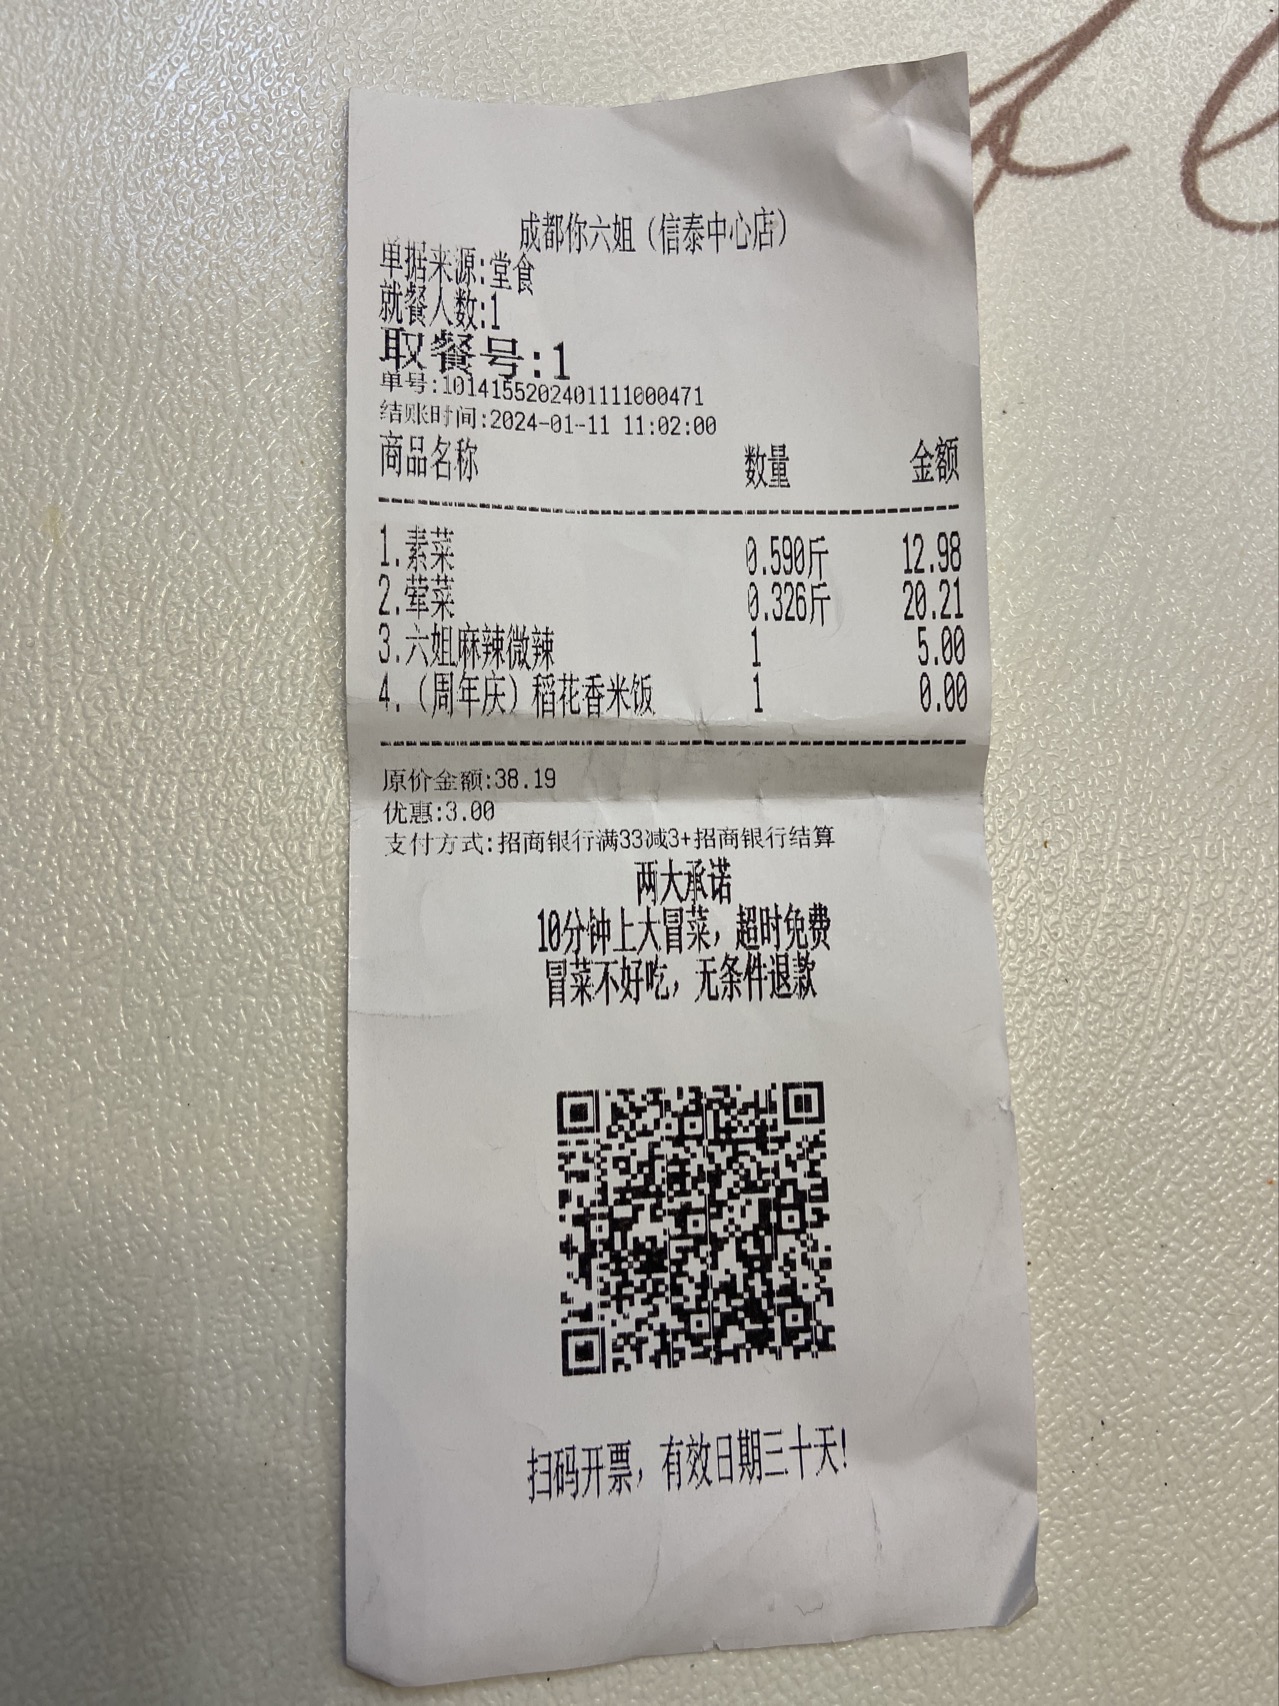 成都你六姐（信泰中心店）
单据来源:堂食
就餐人数:1
取餐号:1
单号:1014155202401111000471
结账时间:2024-01-11 11:02:00
商品名称 数量 金额
1.素菜 0.590斤 12.98
2.荤菜 0.326斤 20.21
3.六姐麻辣微辣 1 5.00
4.（周年庆）稻花香米饭 1 0.00
原价金额:38.19
优惠:3.00
支付方式:招商银行满33减3+招商银行结算
两大承诺
10分钟上大冒菜，超时免费
冒菜不好吃，无条件退款
扫码开票，有效日期三十天!